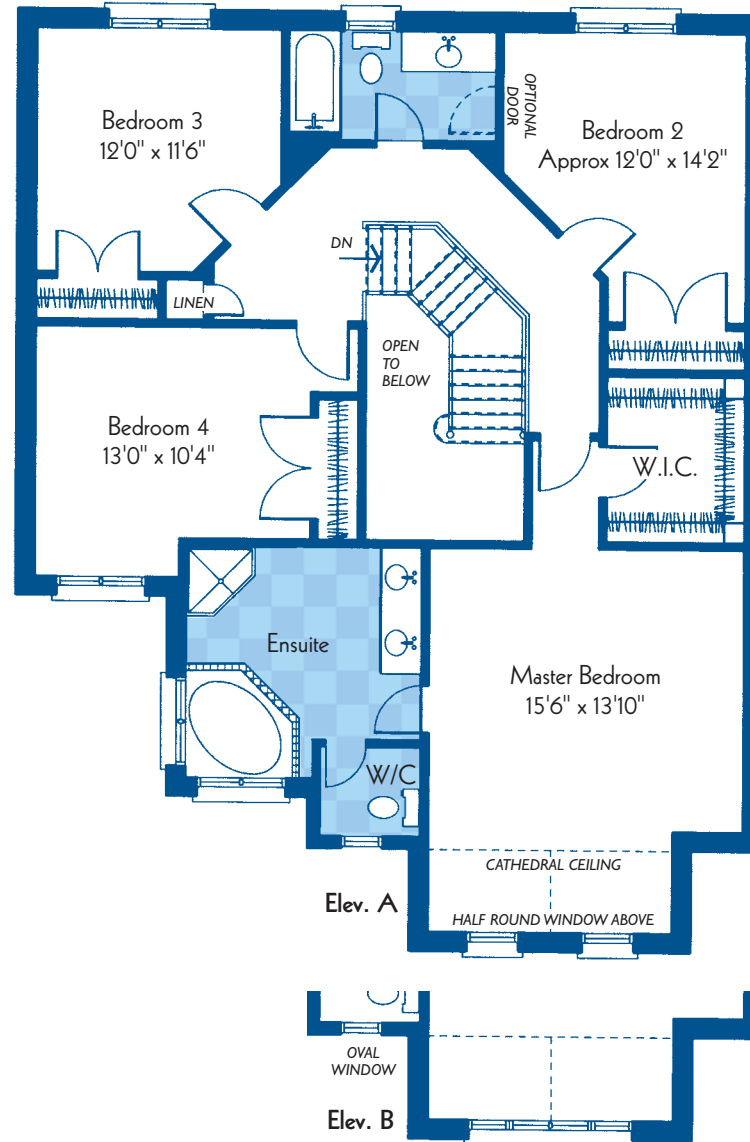 Bedroom 3
12'0" x 11'6"
OPTIONAL
DOOR
Bedroom 2
Approx 12'0" x 14'2"
DN
LINEN
OPEN
TO
BELOW
Bedroom 4
13'0" x 10'4"
W.I.C.
Ensuite
Master Bedroom
15'6" x 13'10"
W/C
CATHEDRAL CEILING
Elev. A
HALF ROUND WINDOW ABOVE
OVAL
WINDOW
Elev. B